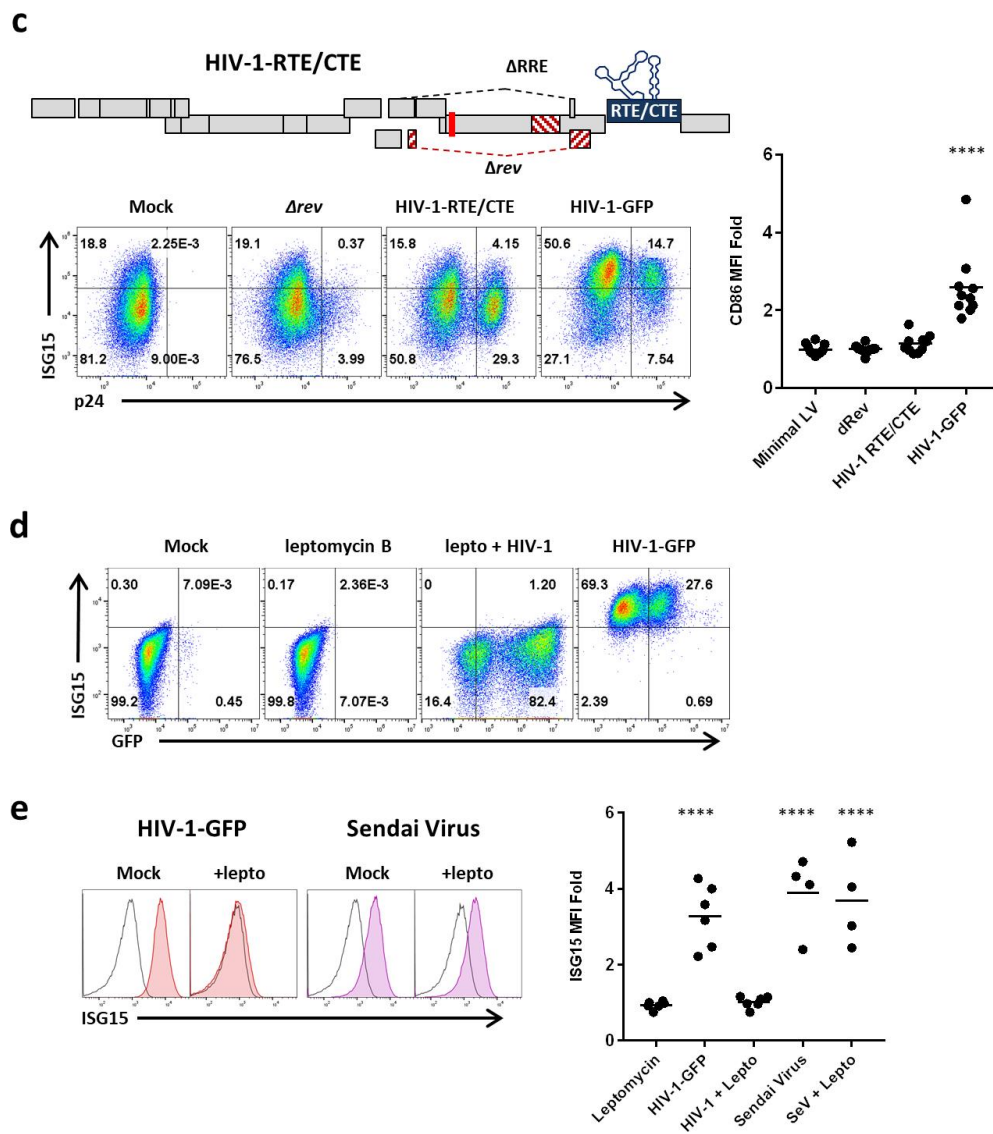 c
HIV-1-RTE/CTE
ΔRRE
RTE/CTE
Δrev
Mock
Δrev
HIV-1-RTE/CTE
HIV-1-GFP
18.8
2.25E-3
19.1
0.37
15.8
4.15
50.6
14.7
81.2
9.00E-3
76.5
3.99
50.8
29.3
27.1
7.54
ISG15
p24
****
CD86 MFI Fold
6
4
2
0
Minimal LV
dRev
HIV-1 RTE/CTE
HIV-1-GFP
d
Mock
leptomycin B
lepto + HIV-1
HIV-1-GFP
0.30
7.09E-3
0.17
2.36E-3
0
1.20
69.3
27.6
99.2
0.45
99.8
7.07E-3
16.4
82.4
2.39
0.69
ISG15
GFP
e
HIV-1-GFP
Sendai Virus
Mock
+lepto
Mock
+lepto
ISG15
****
****
****
ISG15 MFI Fold
6
4
2
0
Leptomycin
HIV-1-GFP
HIV-1 + Lepto
Sendai Virus
SeV + Lepto